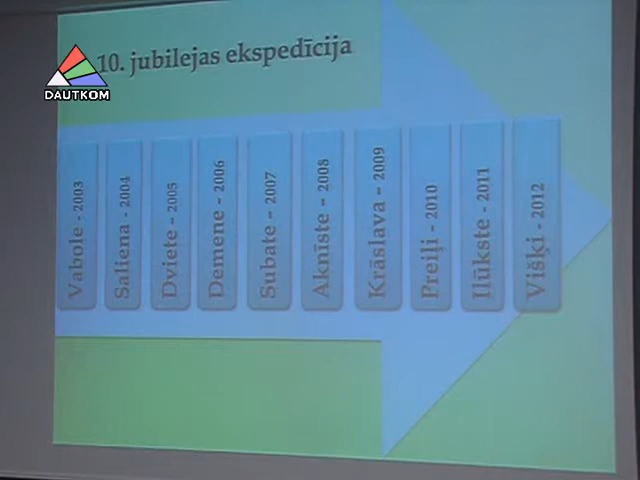 10. jubilejas ekspedīcija
DAUTKOM
Vabole - 2003
Saliena - 2004
Dviete - 2005
Demene - 2006
Subate - 2007
Aknīste - 2008
Krāslava - 2009
Preiļi - 2010
Ilūkste - 2011
Višķi - 2012